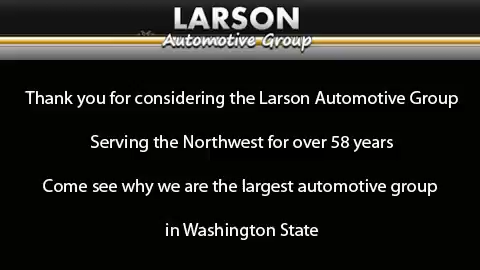 LARSON
Automotive Group
Thank you for considering the Larson Automotive Group
Serving the Northwest for over 58 years
Come see why we are the largest automotive group
in Washington State